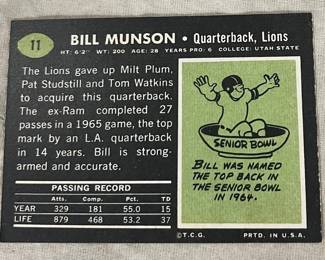 11
BILL MUNSON • Quarterback, Lions
HT: 6'2" WT: 200 AGE: 28 YEARS PRO: 6 COLLEGE: UTAH STATE
The Lions gave up Milt Plum,
Pat Studstill and Tom Watkins
to acquire this quarterback.
The ex-Ram completed 27
passes in a 1965 game, the top
mark by an L.A. quarterback
in 14 years. Bill is strong-
armed and accurate.
PASSING RECORD
Atts. Comp. Pct. TD
YEAR 329 181 55.0 15
LIFE 879 468 53.2 37
SENIOR BOWL
BILL WAS NAMED
THE TOP BACK IN
THE SENIOR BOWL
IN 1964.
©T.C.G. PRTD. IN U.S.A.